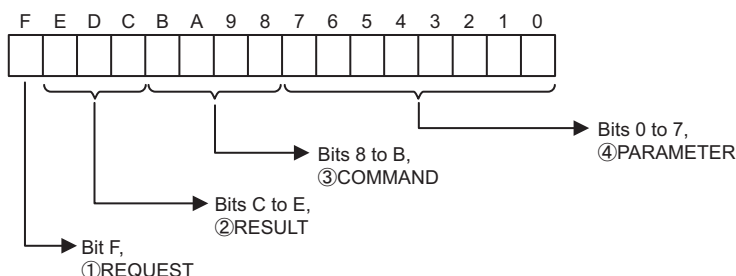 F E D C B A 9 8 7 6 5 4 3 2 1 0
Bits 0 to 7,
④PARAMETER
Bits 8 to B,
③COMMAND
Bits C to E,
②RESULT
Bit F,
①REQUEST